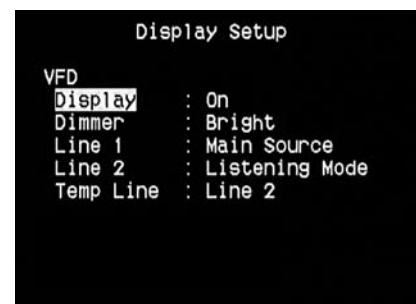 Display Setup
VFD
Display : On
Dimmer : Bright
Line 1 : Main Source
Line 2 : Listening Mode
Temp Line : Line 2